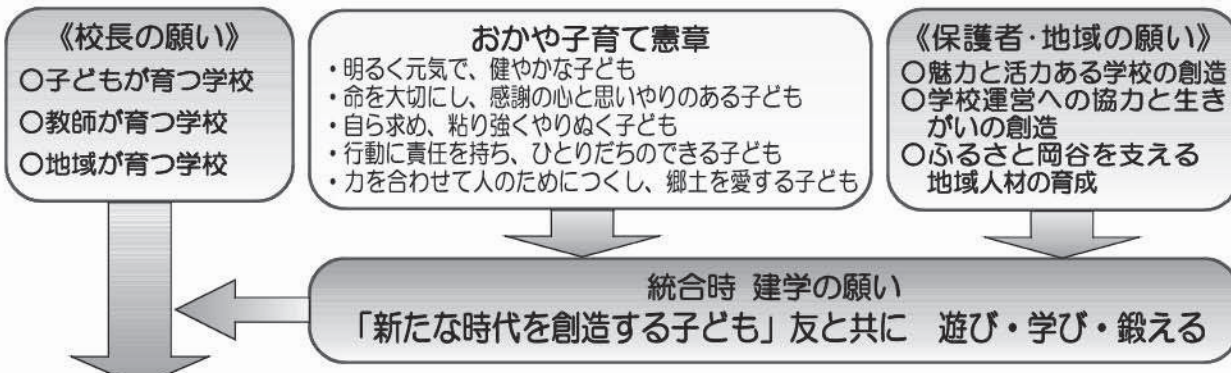 《校長の願い》
○子どもが育つ学校
○教師が育つ学校
○地域が育つ学校
おかや子育て憲章
・明るく元気で、健やかな子ども
・命を大切にし、感謝の心と思いやりのある子ども
・自ら求め、粘り強くやりぬく子ども
・行動に責任を持ち、ひとりだちのできる子ども
・力を合わせて人のためにつくし、郷土を愛する子ども
《保護者・地域の願い》
○魅力と活力ある学校の創造
○学校運営への協力と生き
がいの創造
○ふるさと岡谷を支える
地域人材の育成
統合時 建学の願い
「新たな時代を創造する子ども」友と共に　遊び・学び・鍛える